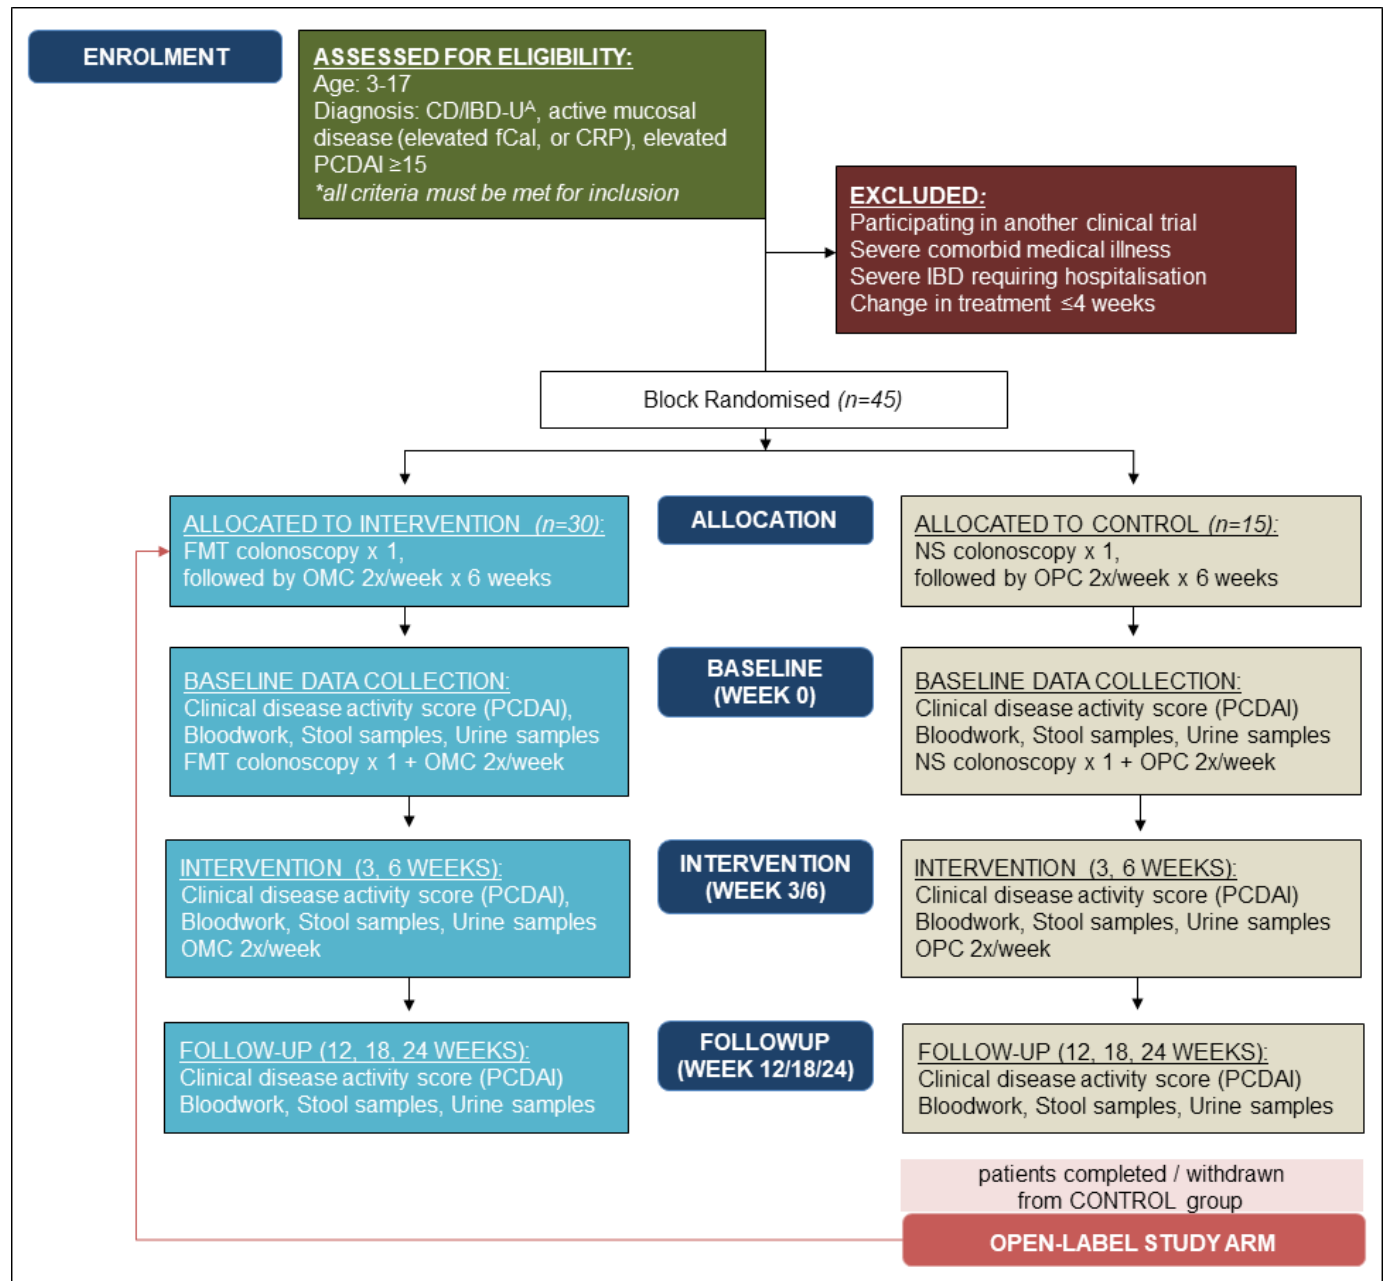 ENROLMENT
ASSESSED FOR ELIGIBILITY:
Age: 3-17
Diagnosis: CD/IBD-Uᴬ, active mucosal
disease (elevated fCal, or CRP), elevated
PCDAI ≥15
*all criteria must be met for inclusion
EXCLUDED:
Participating in another clinical trial
Severe comorbid medical illness
Severe IBD requiring hospitalisation
Change in treatment ≤4 weeks
Block Randomised (n=45)
ALLOCATED TO INTERVENTION (n=30):
FMT colonoscopy x 1,
followed by OMC 2x/week x 6 weeks
ALLOCATION
ALLOCATED TO CONTROL (n=15):
NS colonoscopy x 1,
followed by OPC 2x/week x 6 weeks
BASELINE DATA COLLECTION:
Clinical disease activity score (PCDAI),
Bloodwork, Stool samples, Urine samples
FMT colonoscopy x 1 + OMC 2x/week
BASELINE
(WEEK 0)
BASELINE DATA COLLECTION:
Clinical disease activity score (PCDAI)
Bloodwork, Stool samples, Urine samples
NS colonoscopy x 1 + OPC 2x/week
INTERVENTION (3, 6 WEEKS):
Clinical disease activity score (PCDAI),
Bloodwork, Stool samples, Urine samples
OMC 2x/week
INTERVENTION
(WEEK 3/6)
INTERVENTION (3, 6 WEEKS):
Clinical disease activity score (PCDAI)
Bloodwork, Stool samples, Urine samples
OPC 2x/week
FOLLOW-UP (12, 18, 24 WEEKS):
Clinical disease activity score (PCDAI)
Bloodwork, Stool samples, Urine samples
FOLLOWUP
(WEEK 12/18/24)
FOLLOW-UP (12, 18, 24 WEEKS):
Clinical disease activity score (PCDAI)
Bloodwork, Stool samples, Urine samples
patients completed / withdrawn
from CONTROL group
OPEN-LABEL STUDY ARM